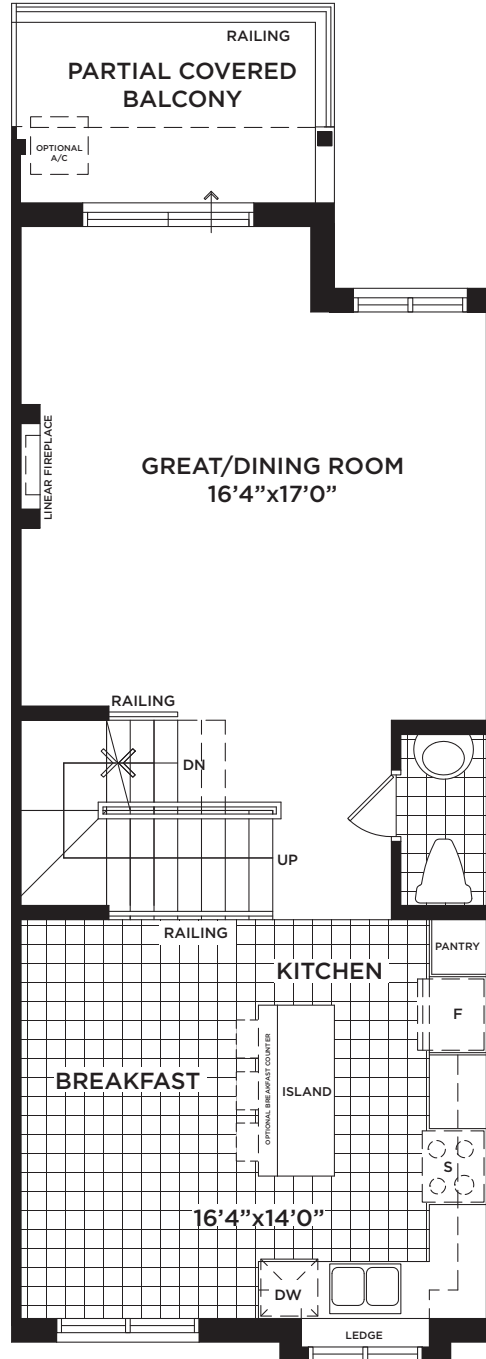 RAILING
PARTIAL COVERED
BALCONY
OPTIONAL
A/C
LINEAR FIREPLACE
GREAT/DINING ROOM
16’4”x17’0”
RAILING
DN
UP
RAILING
PANTRY
KITCHEN
F
BREAKFAST
OPTIONAL BREAKFAST COUNTER
ISLAND
S
16’4”x14’0”
DW
LEDGE